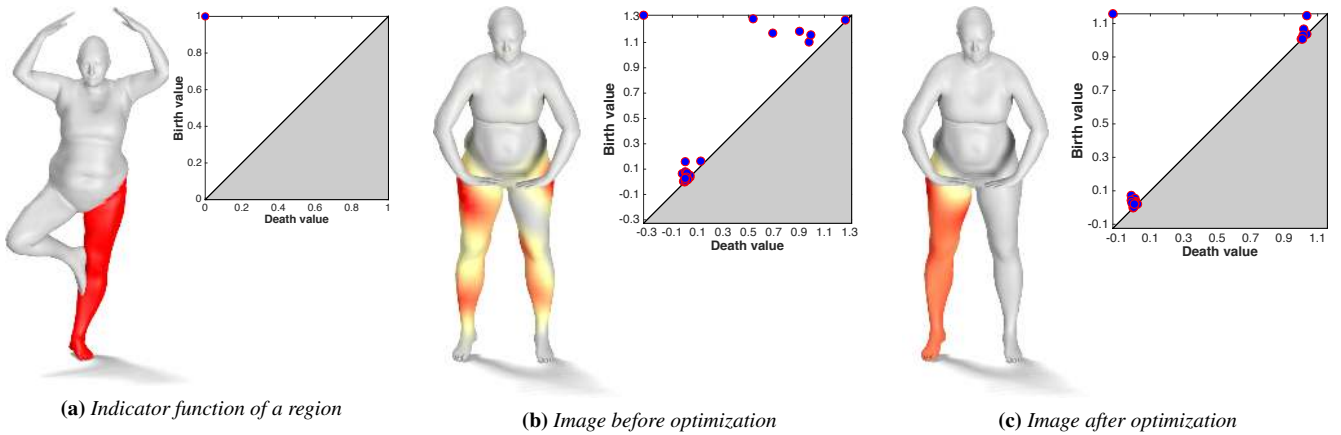 1
0.8
0.6
0.4
0.2
0
0 0.2 0.4 0.6 0.8 1
Birth value
Death value
(a) Indicator function of a region
1.3
1.1
0.9
0.7
0.5
0.3
0.1
-0.1
-0.3
-0.3 -0.1 0.1 0.3 0.5 0.7 0.9 1.1 1.3
Birth value
Death value
(b) Image before optimization
1.1
0.9
0.7
0.5
0.3
0.1
-0.1
-0.1 0.1 0.3 0.5 0.7 0.9 1.1
Birth value
Death value
(c) Image after optimization